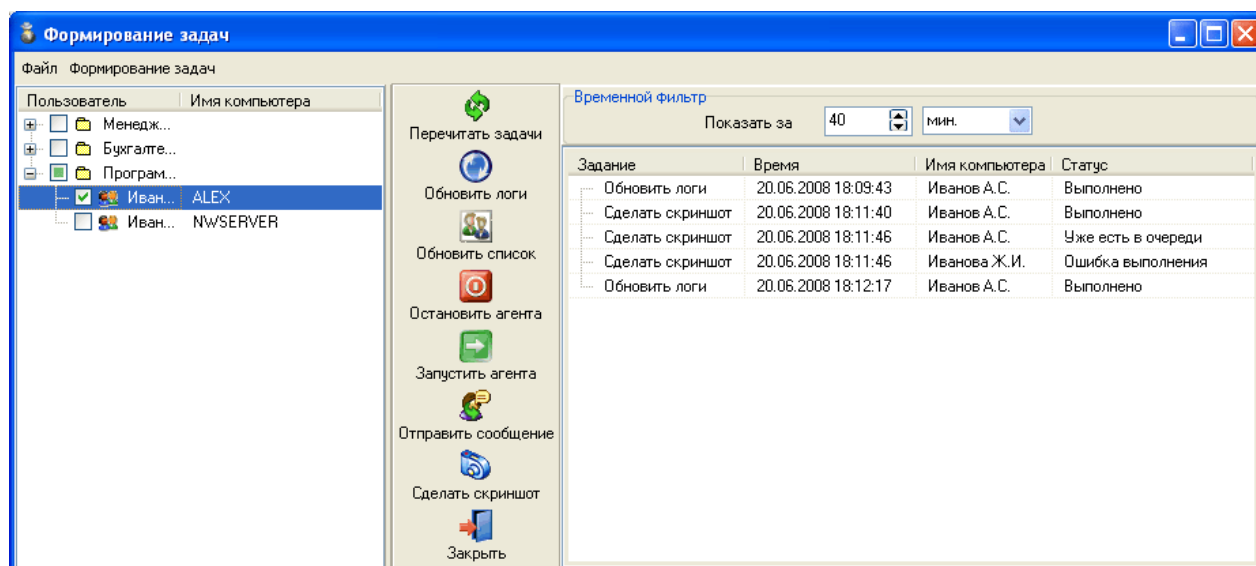 Формирование задач
Файл Формирование задач
Пользователь Имя компьютера
Менедж...
Бухгалте...
Програм...
Иван... ALEX
Иван... NWSERVER
Перечитать задачи
Обновить логи
Обновить список
Остановить агента
Запустить агента
Отправить сообщение
Сделать скриншот
Закрыть
Временной фильтр
Показать за 40 мин.
Задание Время Имя компьютера Статус
Обновить логи 20.06.2008 18:09:43 Иванов А.С. Выполнено
Сделать скриншот 20.06.2008 18:11:40 Иванов А.С. Выполнено
Сделать скриншот 20.06.2008 18:11:46 Иванов А.С. Уже есть в очереди
Сделать скриншот 20.06.2008 18:11:46 Иванова Ж.И. Ошибка выполнения
Обновить логи 20.06.2008 18:12:17 Иванов А.С. Выполнено